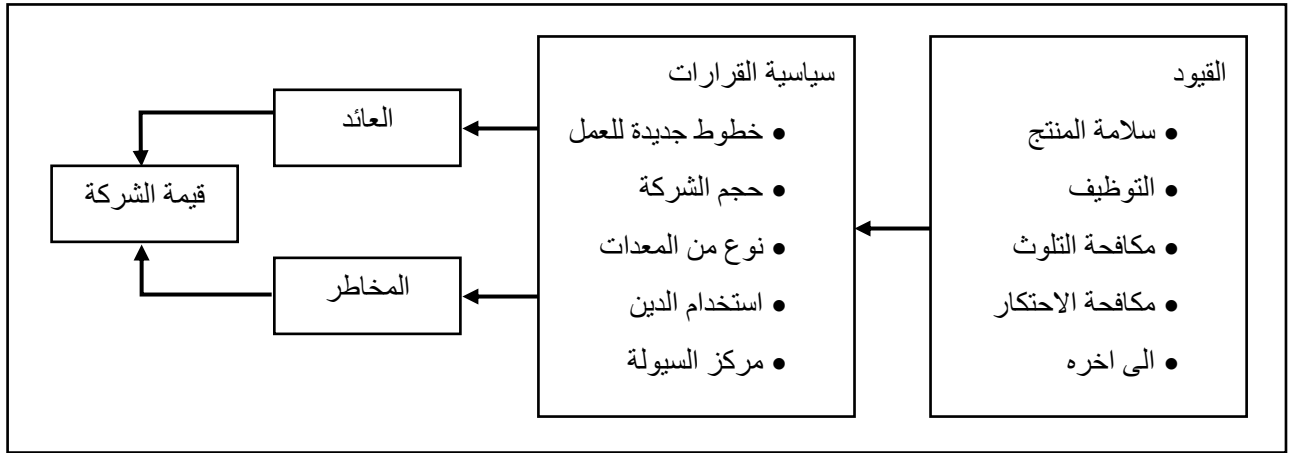 القيود
• سلامة المنتج
• التوظيف
• مكافحة التلوث
• مكافحة الاحتكار
• الى اخره
سياسية القرارات
• خطوط جديدة للعمل
• حجم الشركة
• نوع من المعدات
• استخدام الدين
• مركز السيولة
العائد
المخاطر
قيمة الشركة